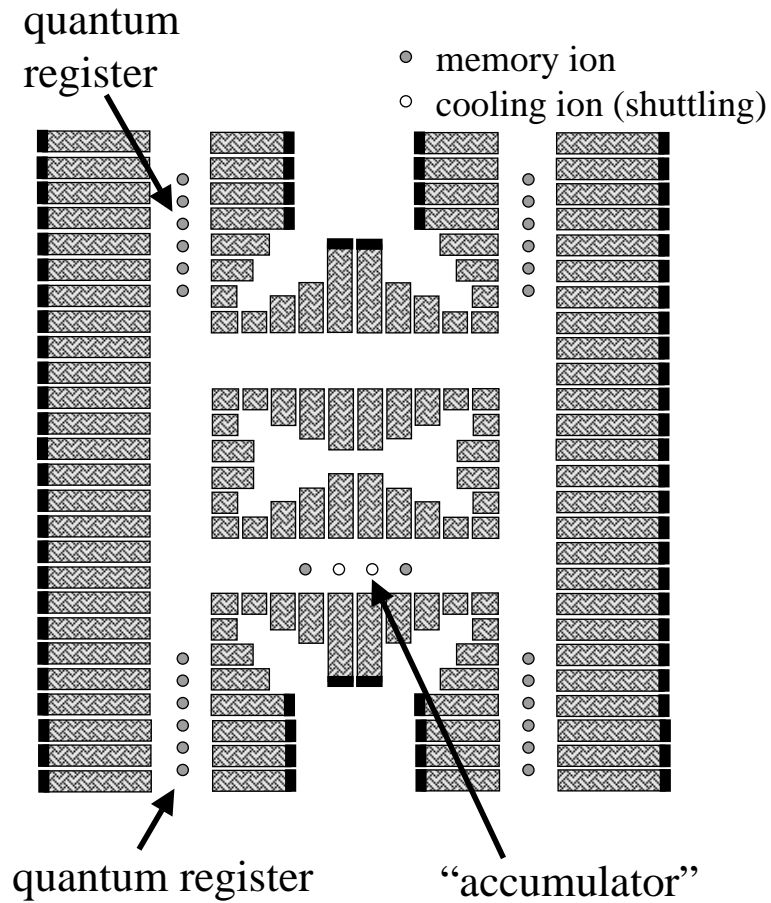 quantum
register
memory ion
cooling ion (shuttling)
quantum register
“accumulator”